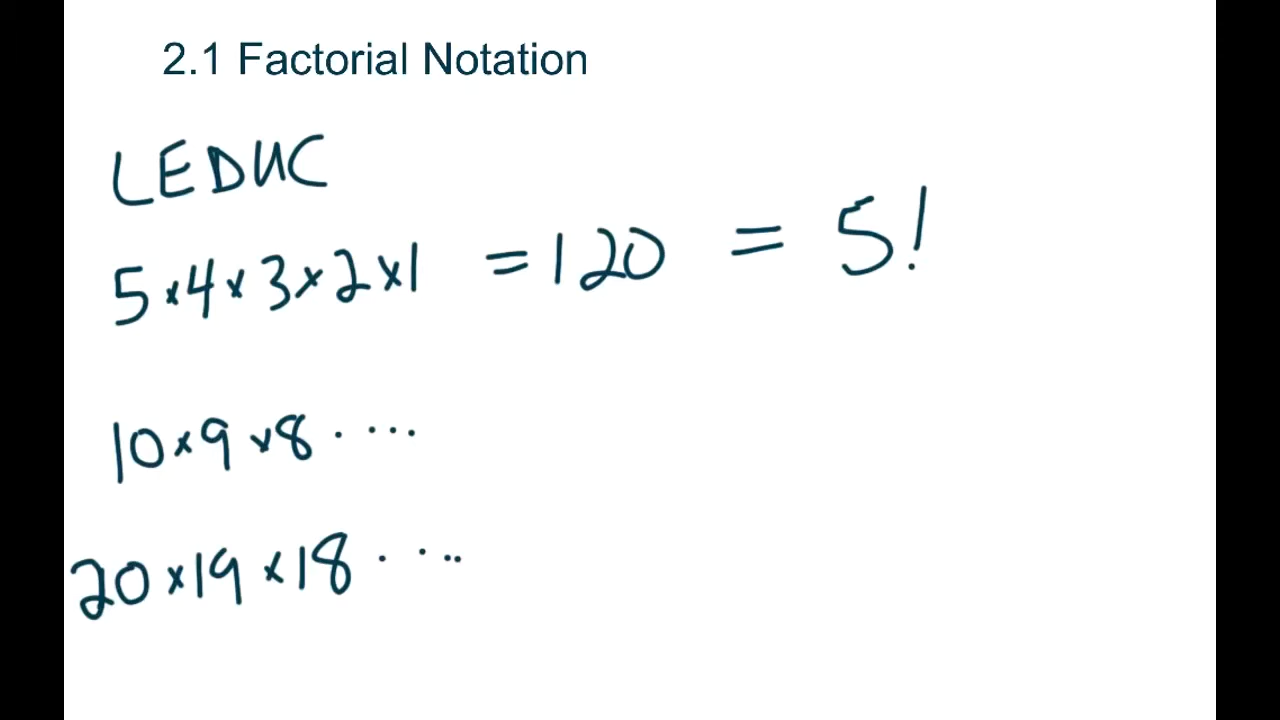 2.1 Factorial Notation
LEDUC
5×4×3×2×1 = 120 = 5!
10×9×8....
20×19×18....